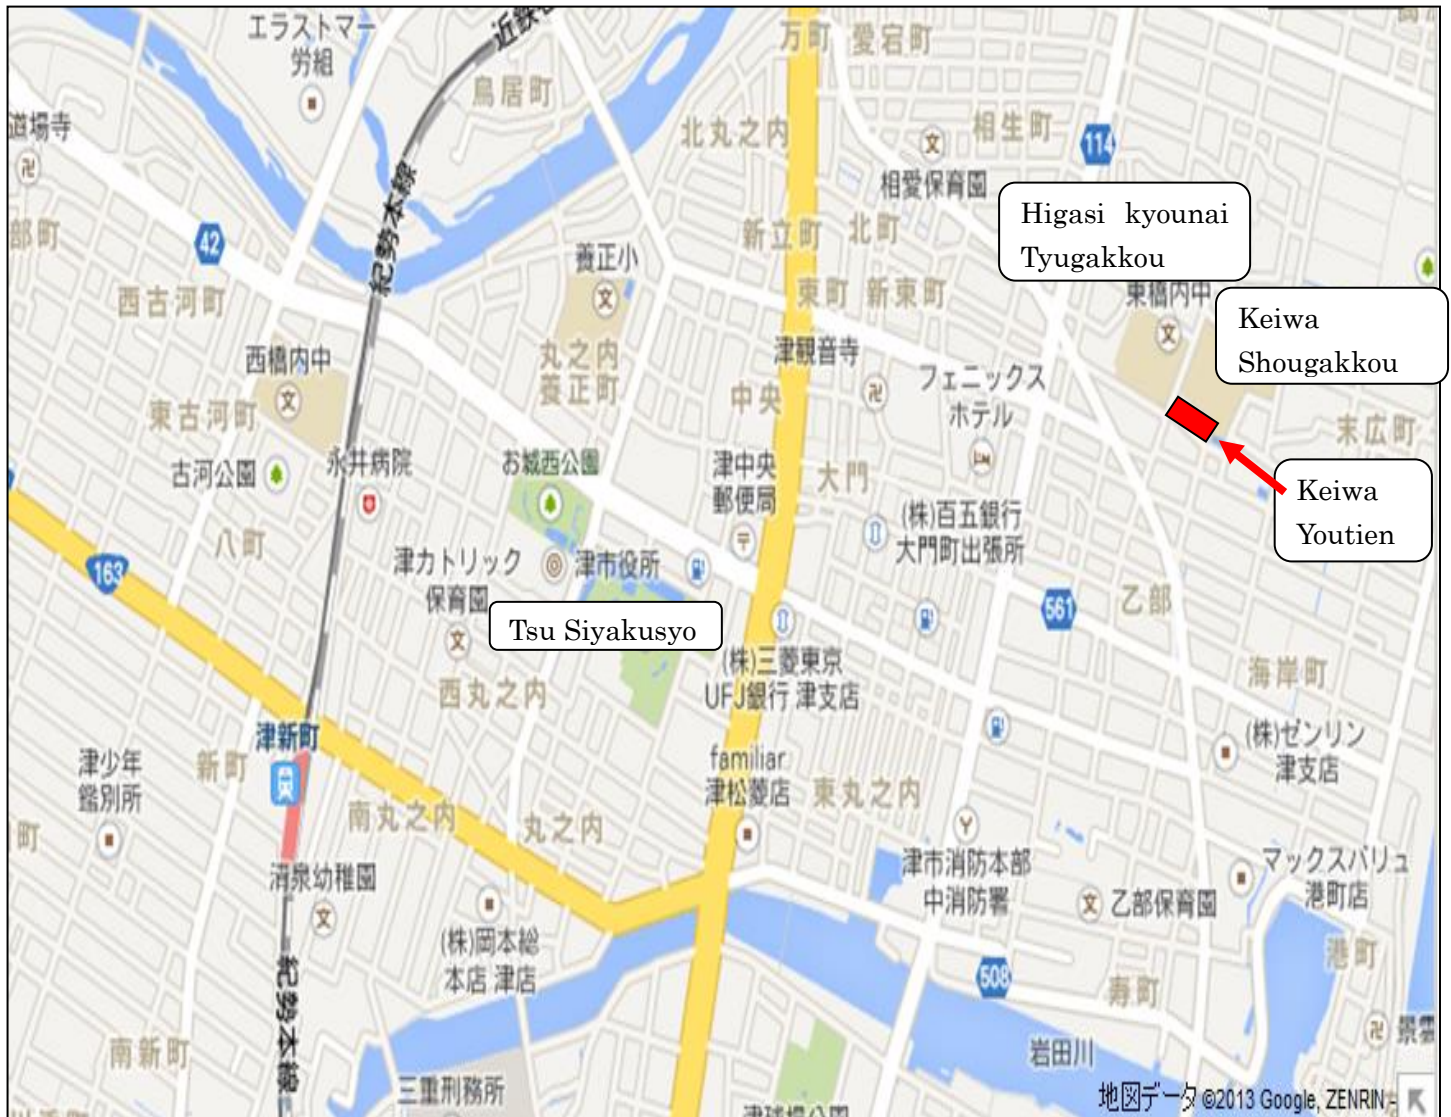 エラストマー
労組
近鉄
万町
愛宕町
鳥居町
道場寺
北丸之内
相生町
114
相愛保育園
紀勢本線
Higasi kyounai
Tyugakkou
部町
42
養正小
新立町
北町
西古河町
東町
新東町
東橋内中
Keiwa
Shougakkou
西橋内中
丸之内
養正町
津観音寺
フェニックス
ホテル
中央
東古河町
末広町
古河公園
永井病院
お城西公園
津中央
郵便局
大門
Keiwa
Youtien
(株)百五銀行
大門町出張所
八町
163
津カトリック
保育園
津市役所
561
乙部
Tsu Siyakusyo
(株)三菱東京
UFJ銀行 津支店
海岸町
西丸之内
津新町
(株)ゼンリン
津支店
津少年
鑑別所
新町
familiar
津松菱店
東丸之内
南丸之内
丸之内
町
津市消防本部
中消防署
マックスバリュ
港町店
清泉幼稚園
乙部保育園
(株)岡本総
本店 津店
港町
508
寿町
紀勢本線
南新町
岩田川
景雲
三重刑務所
津球場公園
地図データ ©2013 Google, ZENRIN -